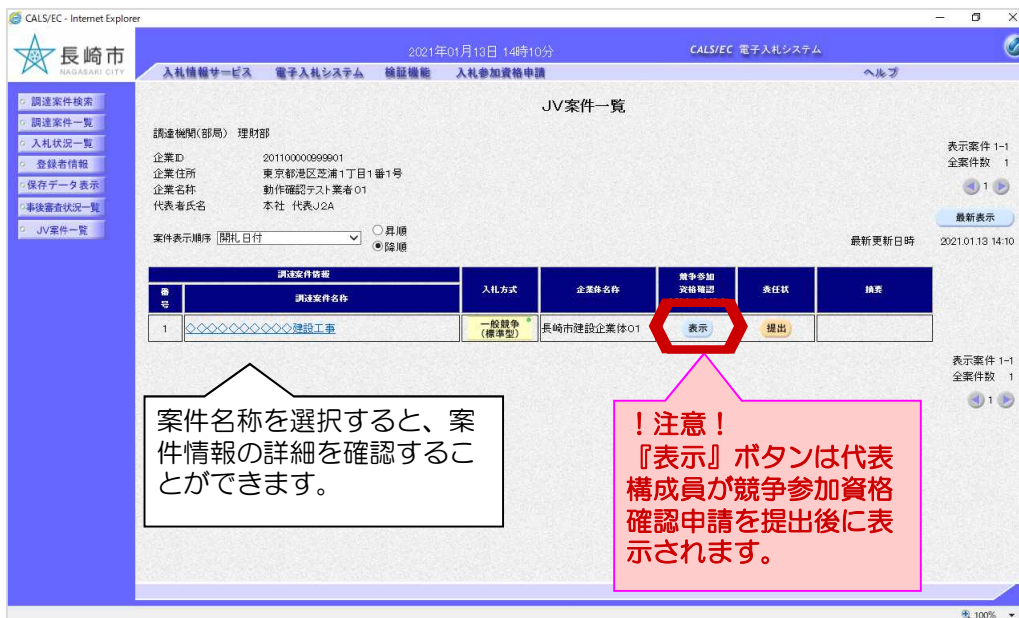 CALS/EC - Internet Explorer
長崎市
NAGASAKI CITY
2021年01月13日 14時10分
CALS/EC 電子入札システム
入札情報サービス 電子入札システム 検証機能 入札参加資格申請 ヘルプ
調達案件検索
調達案件一覧
入札状況一覧
登録者情報
保存データ表示
事後審査状況一覧
JV案件一覧
JV案件一覧
調達機関(部局) 理財部
企業ID 201100000999901
企業住所 東京都港区芝浦1丁目1番1号
企業名称 動作確認テスト業者01
代表者氏名 本社 代表J2A
表示案件 1-1
全案件数 1
1
最新表示
案件表示順序 開札日付
昇順
降順
最新更新日時 2021.01.13 14:10
調達案件情報
番号 調達案件名称
入札方式
企業体名称
競争参加
資格確認
委任状
摘要
1 ◇◇◇◇◇◇◇◇◇◇建設工事 一般競争
(標準型) 長崎市建設企業体01 表示 提出
表示案件 1-1
全案件数 1
1
案件名称を選択すると、案
件情報の詳細を確認するこ
とができます。
！注意！
『表示』ボタンは代表
構成員が競争参加資格
確認申請を提出後に表
示されます。
100%